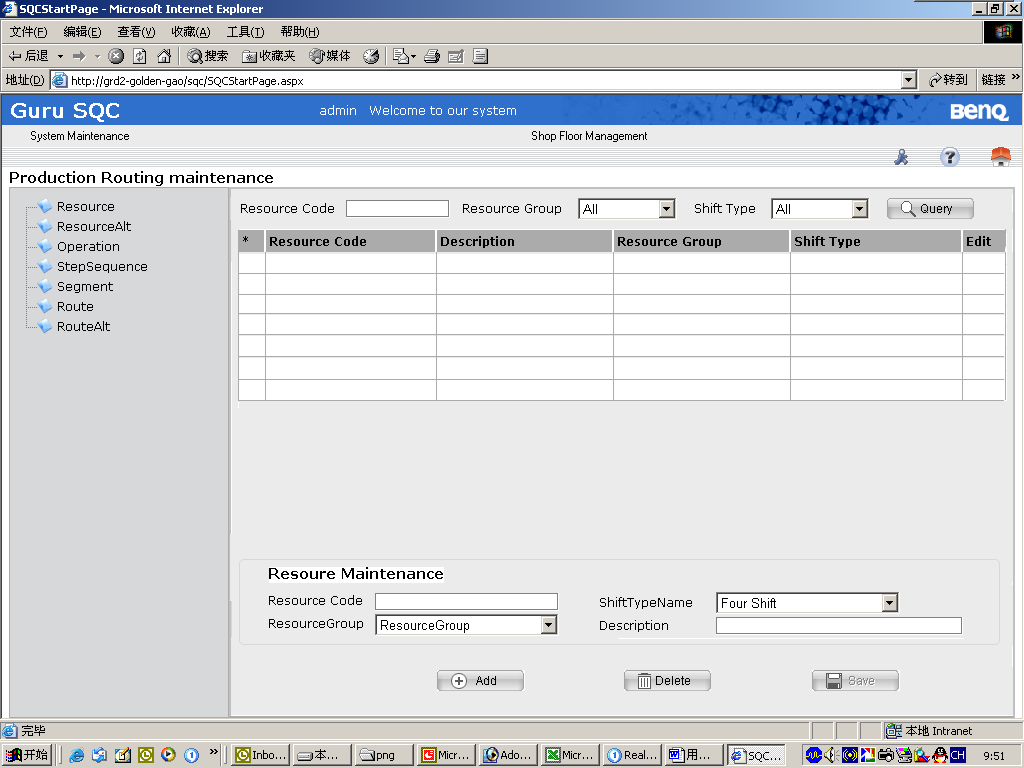 SQCStartPage - Microsoft Internet Explorer
文件(F) 编辑(E) 查看(V) 收藏(A) 工具(T) 帮助(H)
后退 搜索 收藏夹 媒体
地址(D) http://grd2-golden-gao/sqc/SQCStartPage.aspx 转到 链接 »
Guru SQC admin Welcome to our system BenQ
System Maintenance Shop Floor Management
?
Production Routing maintenance
Resource
ResourceAlt
Operation
StepSequence
Segment
Route
RouteAlt
Resource Code Resource Group All Shift Type All Query
* Resource Code Description Resource Group Shift Type Edit
Resoure Maintenance
Resource Code ShiftTypeName Four Shift
ResourceGroup ResourceGroup Description
Add Delete Save
完毕 本地 Intranet
开始 » Inbo... 本... png Micr... Ado... Micr... Real... 用... SQC... CH 9:51